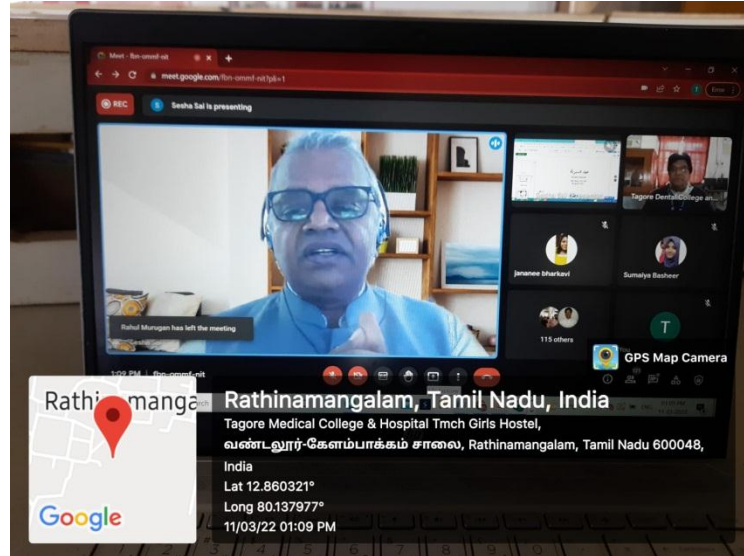 Meet - fbn-ommf-nit
meet.google.com/fbn-ommf-nit?pli=1
Error
REC
S
Sesha Sai is presenting
Tagore Dental College an...
jananee bharkavi
Sumaiya Basheer
Rahul Murugan has left the meeting
115 others
T
You
1:09 PM | fbn-ommf-nit
GPS Map Camera
Rathinamangalam, Tamil Nadu, India
Tagore Medical College & Hospital Tmch Girls Hostel,
வண்டலூர்-கேளம்பாக்கம் சாலை, Rathinamangalam, Tamil Nadu 600048,
India
Lat 12.860321°
Long 80.137977°
11/03/22 01:09 PM
Google